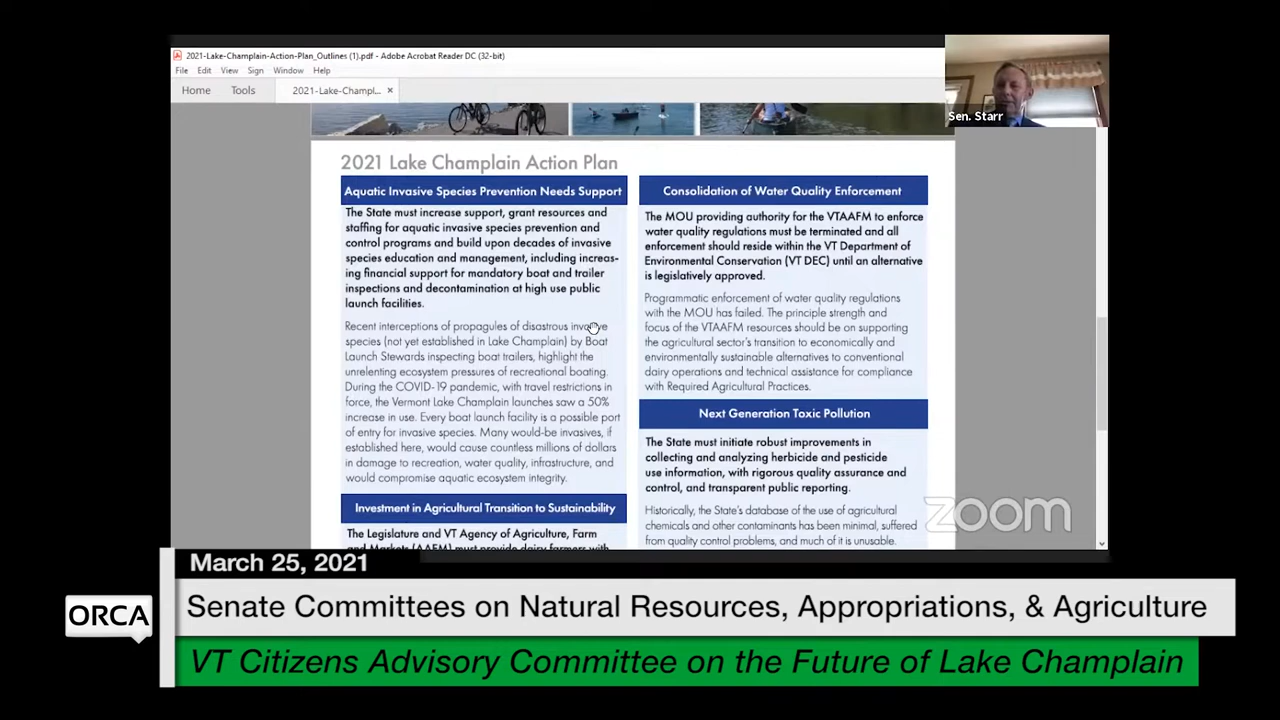 2021-Lake-Champlain-Action-Plan_Outlines (1).pdf - Adobe Acrobat Reader DC (32-bit)
File Edit View Sign Window Help
Home Tools 2021-Lake-Champl... ×
Sen. Starr
2021 Lake Champlain Action Plan
Aquatic Invasive Species Prevention Needs Support
The State must increase support, grant resources and
staffing for aquatic invasive species prevention and
control programs and build upon decades of invasive
species education and management, including increas-
ing financial support for mandatory boat and trailer
inspections and decontamination at high use public
launch facilities.
Recent interceptions of propagules of disastrous invasive
species (not yet established in Lake Champlain) by Boat
Launch Stewards inspecting boat trailers, highlight the
unrelenting ecosystem pressures of recreational boating.
During the COVID-19 pandemic, with travel restrictions in
force, the Vermont Lake Champlain launches saw a 50%
increase in use. Every boat launch facility is a possible port
of entry for invasive species. Many would-be invasives, if
established here, would cause countless millions of dollars
in damage to recreation, water quality, infrastructure, and
would compromise aquatic ecosystem integrity.
Investment in Agricultural Transition to Sustainability
The Legislature and VT Agency of Agriculture, Farm
and Markets (AAFM) must provide dairy farmers with
Consolidation of Water Quality Enforcement
The MOU providing authority for the VTAAFM to enforce
water quality regulations must be terminated and all
enforcement should reside within the VT Department of
Environmental Conservation (VT DEC) until an alternative
is legislatively approved.
Programmatic enforcement of water quality regulations
with the MOU has failed. The principle strength and
focus of the VTAAFM resources should be on supporting
the agricultural sector's transition to economically and
environmentally sustainable alternatives to conventional
dairy operations and technical assistance for compliance
with Required Agricultural Practices.
Next Generation Toxic Pollution
The State must initiate robust improvements in
collecting and analyzing herbicide and pesticide
use information, with rigorous quality assurance and
control, and transparent public reporting.
Historically, the State's database of the use of agricultural
chemicals and other contaminants has been minimal, suffered
from quality control problems, and much of it is unusable.
zoom
March 25, 2021
ORCA
Senate Committees on Natural Resources, Appropriations, & Agriculture
VT Citizens Advisory Committee on the Future of Lake Champlain